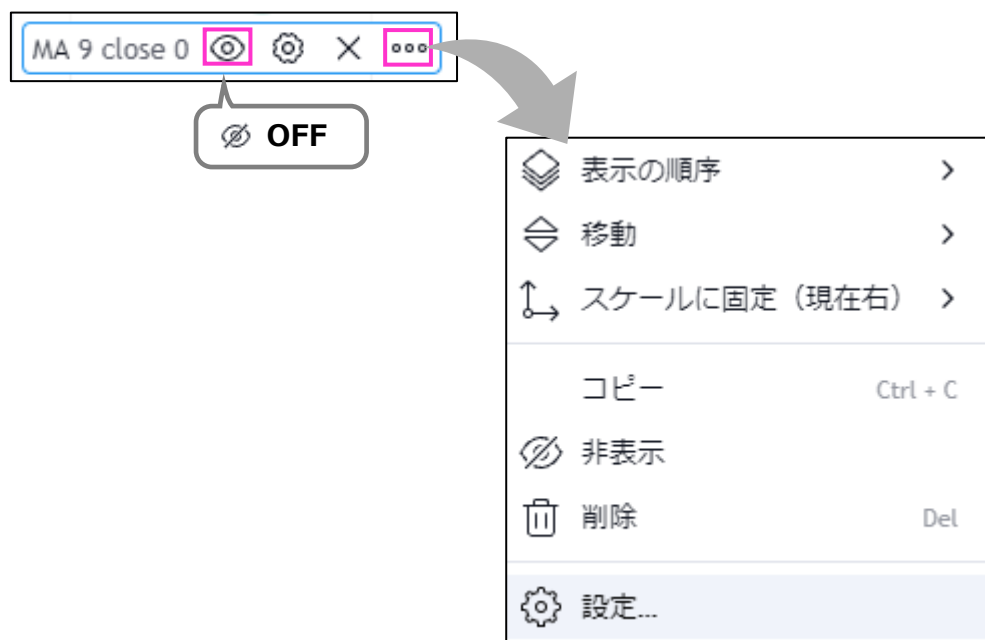 MA 9 close 0
OFF
表示の順序
移動
スケールに固定（現在右）
コピー Ctrl + C
非表示
削除 Del
設定...